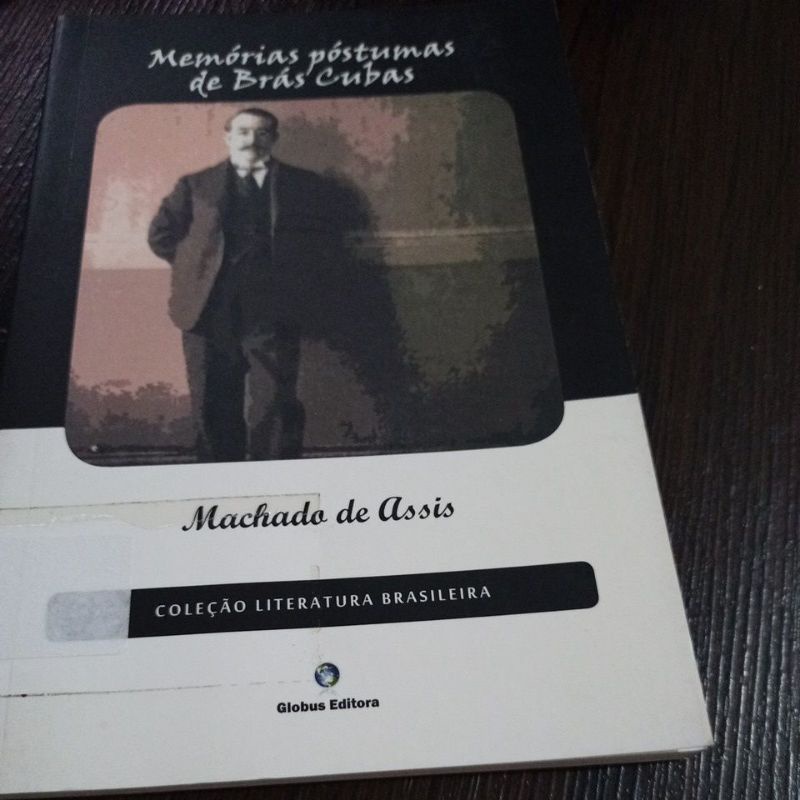 Memórias póstumas
de Brás Cubas
Machado de Assis
COLEÇÃO LITERATURA BRASILEIRA
Globus Editora